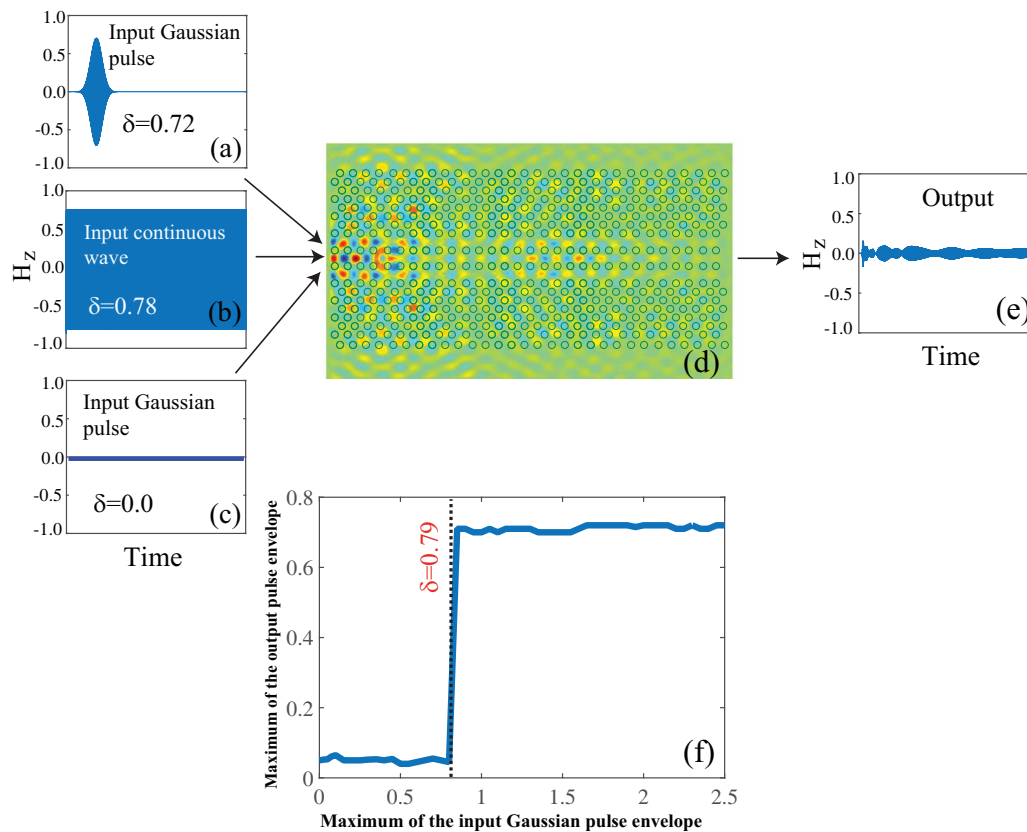 1.0
0.5
0.0
-0.5
-1.0
Input Gaussian
pulse
δ=0.72
(a)
1.0
0.5
0.0
-0.5
-1.0
Hz
Input continuous
wave
δ=0.78
(b)
1.0
0.5
0.0
-0.5
-1.0
Input Gaussian
pulse
δ=0.0
(c)
Time
(d)
1.0
0.5
0.0
-0.5
-1.0
Hz
Output
(e)
Time
0.8
0.6
0.4
0.2
0
Maximum of the output pulse envelope
δ=0.79
(f)
0 0.5 1 1.5 2 2.5
Maximum of the input Gaussian pulse envelope